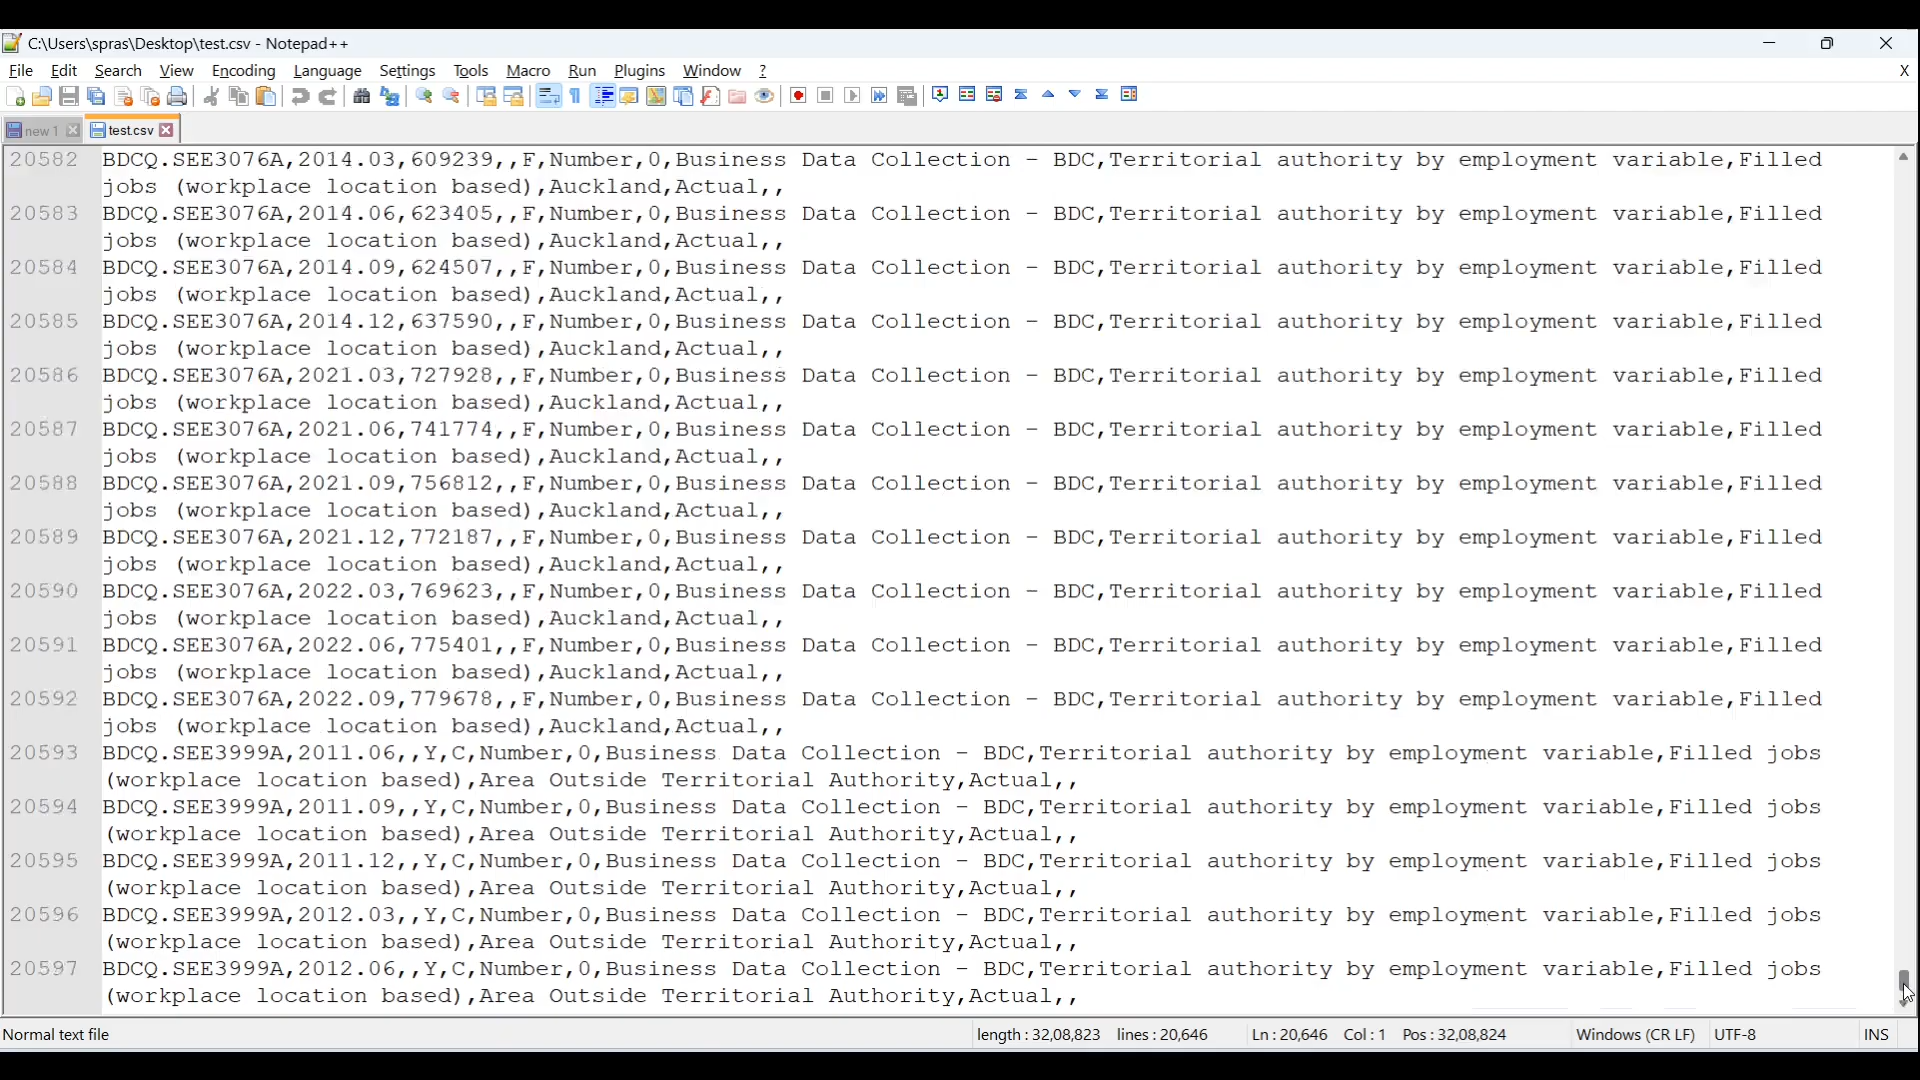 C:\Users\spras\Desktop\test.csv - Notepad++
File Edit Search View Encoding Language Settings Tools Macro Run Plugins Window ? X
new 1 test.csv
20582 BDCQ.SEE3076A,2014.03,609239,,F,Number,0,Business Data Collection - BDC,Territorial authority by employment variable,Filled
jobs (workplace location based),Auckland,Actual,,
20583 BDCQ.SEE3076A,2014.06,623405,,F,Number,0,Business Data Collection - BDC,Territorial authority by employment variable,Filled
jobs (workplace location based),Auckland,Actual,,
20584 BDCQ.SEE3076A,2014.09,624507,,F,Number,0,Business Data Collection - BDC,Territorial authority by employment variable,Filled
jobs (workplace location based),Auckland,Actual,,
20585 BDCQ.SEE3076A,2014.12,637590,,F,Number,0,Business Data Collection - BDC,Territorial authority by employment variable,Filled
jobs (workplace location based),Auckland,Actual,,
20586 BDCQ.SEE3076A,2021.03,727928,,F,Number,0,Business Data Collection - BDC,Territorial authority by employment variable,Filled
jobs (workplace location based),Auckland,Actual,,
20587 BDCQ.SEE3076A,2021.06,741774,,F,Number,0,Business Data Collection - BDC,Territorial authority by employment variable,Filled
jobs (workplace location based),Auckland,Actual,,
20588 BDCQ.SEE3076A,2021.09,756812,,F,Number,0,Business Data Collection - BDC,Territorial authority by employment variable,Filled
jobs (workplace location based),Auckland,Actual,,
20589 BDCQ.SEE3076A,2021.12,772187,,F,Number,0,Business Data Collection - BDC,Territorial authority by employment variable,Filled
jobs (workplace location based),Auckland,Actual,,
20590 BDCQ.SEE3076A,2022.03,769623,,F,Number,0,Business Data Collection - BDC,Territorial authority by employment variable,Filled
jobs (workplace location based),Auckland,Actual,,
20591 BDCQ.SEE3076A,2022.06,775401,,F,Number,0,Business Data Collection - BDC,Territorial authority by employment variable,Filled
jobs (workplace location based),Auckland,Actual,,
20592 BDCQ.SEE3076A,2022.09,779678,,F,Number,0,Business Data Collection - BDC,Territorial authority by employment variable,Filled
jobs (workplace location based),Auckland,Actual,,
20593 BDCQ.SEE3999A,2011.06,,Y,C,Number,0,Business Data Collection - BDC,Territorial authority by employment variable,Filled jobs
(workplace location based),Area Outside Territorial Authority,Actual,,
20594 BDCQ.SEE3999A,2011.09,,Y,C,Number,0,Business Data Collection - BDC,Territorial authority by employment variable,Filled jobs
(workplace location based),Area Outside Territorial Authority,Actual,,
20595 BDCQ.SEE3999A,2011.12,,Y,C,Number,0,Business Data Collection - BDC,Territorial authority by employment variable,Filled jobs
(workplace location based),Area Outside Territorial Authority,Actual,,
20596 BDCQ.SEE3999A,2012.03,,Y,C,Number,0,Business Data Collection - BDC,Territorial authority by employment variable,Filled jobs
(workplace location based),Area Outside Territorial Authority,Actual,,
20597 BDCQ.SEE3999A,2012.06,,Y,C,Number,0,Business Data Collection - BDC,Territorial authority by employment variable,Filled jobs
(workplace location based),Area Outside Territorial Authority,Actual,,
Normal text file length : 32,08,823 lines : 20,646 Ln : 20,646 Col : 1 Pos : 32,08,824 Windows (CR LF) UTF-8 INS